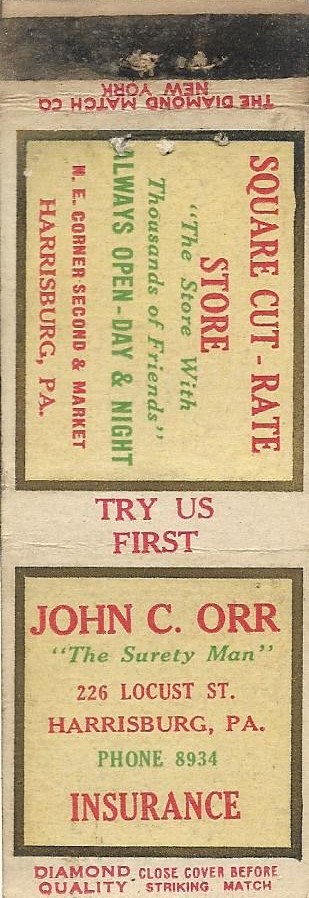 THE DIAMOND MATCH CO
NEW YORK
SQUARE CUT-RATE
STORE
"The Store With
Thousands of Friends"
ALWAYS OPEN-DAY & NIGHT
N. E. CORNER SECOND & MARKET
HARRISBURG, PA.
TRY US
FIRST
JOHN C. ORR
"The Surety Man"
226 LOCUST ST.
HARRISBURG, PA.
PHONE 8934
INSURANCE
DIAMOND QUALITY
CLOSE COVER BEFORE
STRIKING MATCH